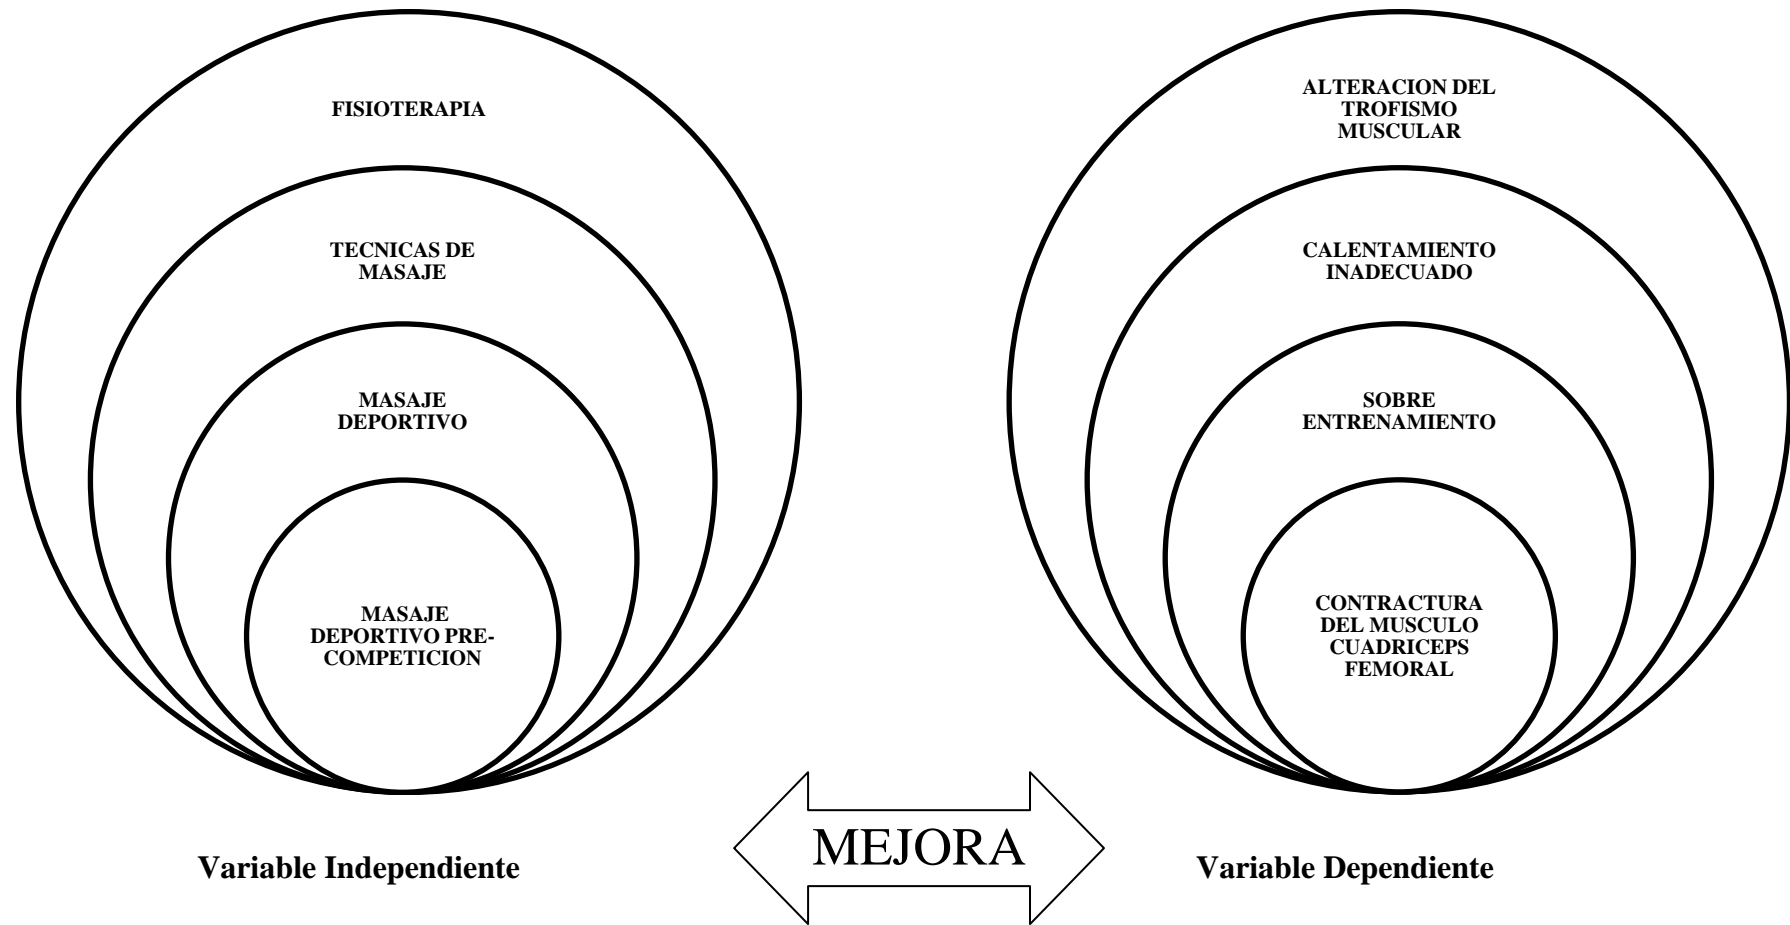 FISIOTERAPIA
TECNICAS DE
MASAJE
MASAJE
DEPORTIVO
MASAJE
DEPORTIVO PRE-
COMPETICION
ALTERACION DEL
TROFISMO
MUSCULAR
CALENTAMIENTO
INADECUADO
SOBRE
ENTRENAMIENTO
CONTRACTURA
DEL MUSCULO
CUADRICEPS
FEMORAL
Variable Independiente
MEJORA
Variable Dependiente